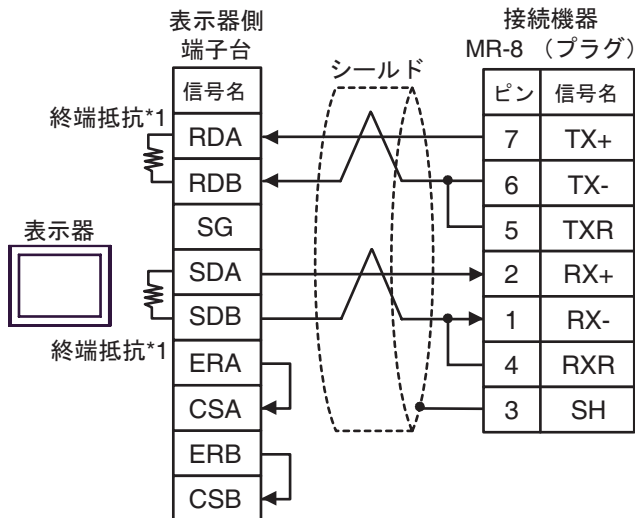 表示器側
端子台
接続機器
MR-8 （プラグ）
シールド
信号名
ピン 信号名
終端抵抗*1
RDA
7 TX+
RDB
6 TX-
SG
5 TXR
表示器
SDA
2 RX+
SDB
1 RX-
終端抵抗*1
ERA
4 RXR
CSA
3 SH
ERB
CSB